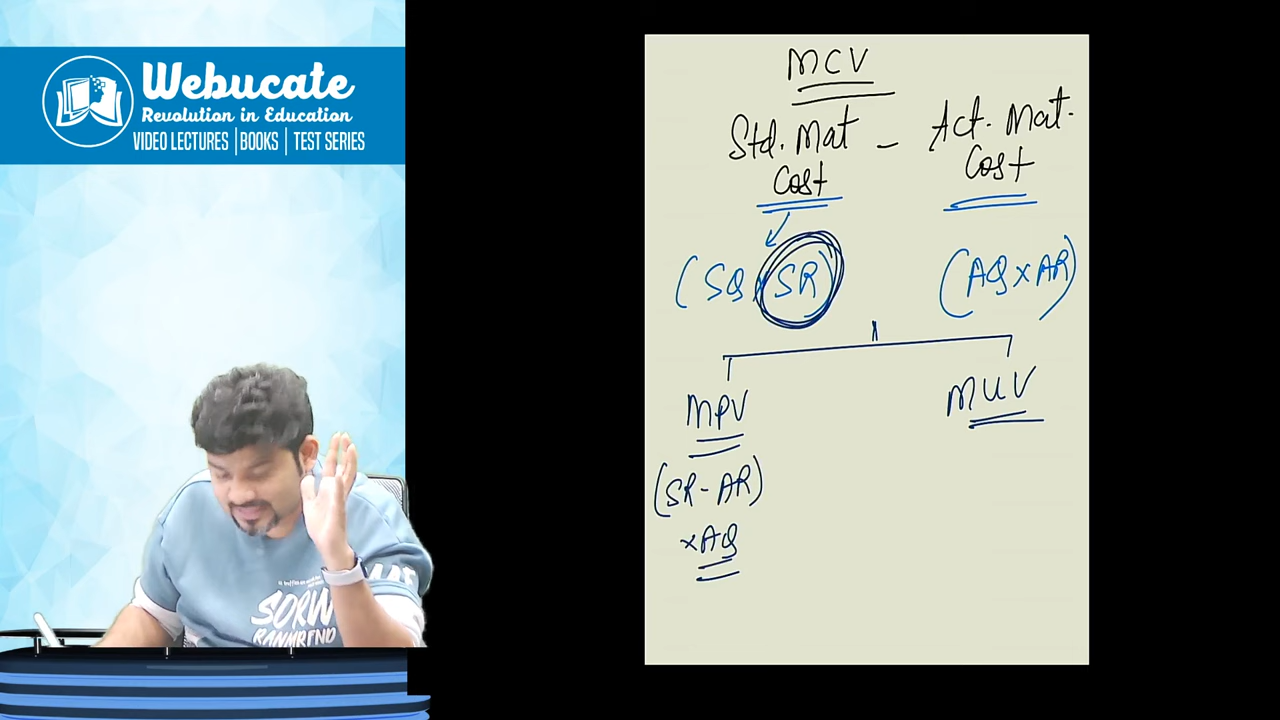 Webucate
Revolution in Education
VIDEO LECTURES | BOOKS | TEST SERIES
MCV
Std. Mat Cost - Act. Mat. Cost
(SQ x SR) (AQ x AR)
MPV MUV
(SR - AR)
x AQ
SORW
RANMRFND